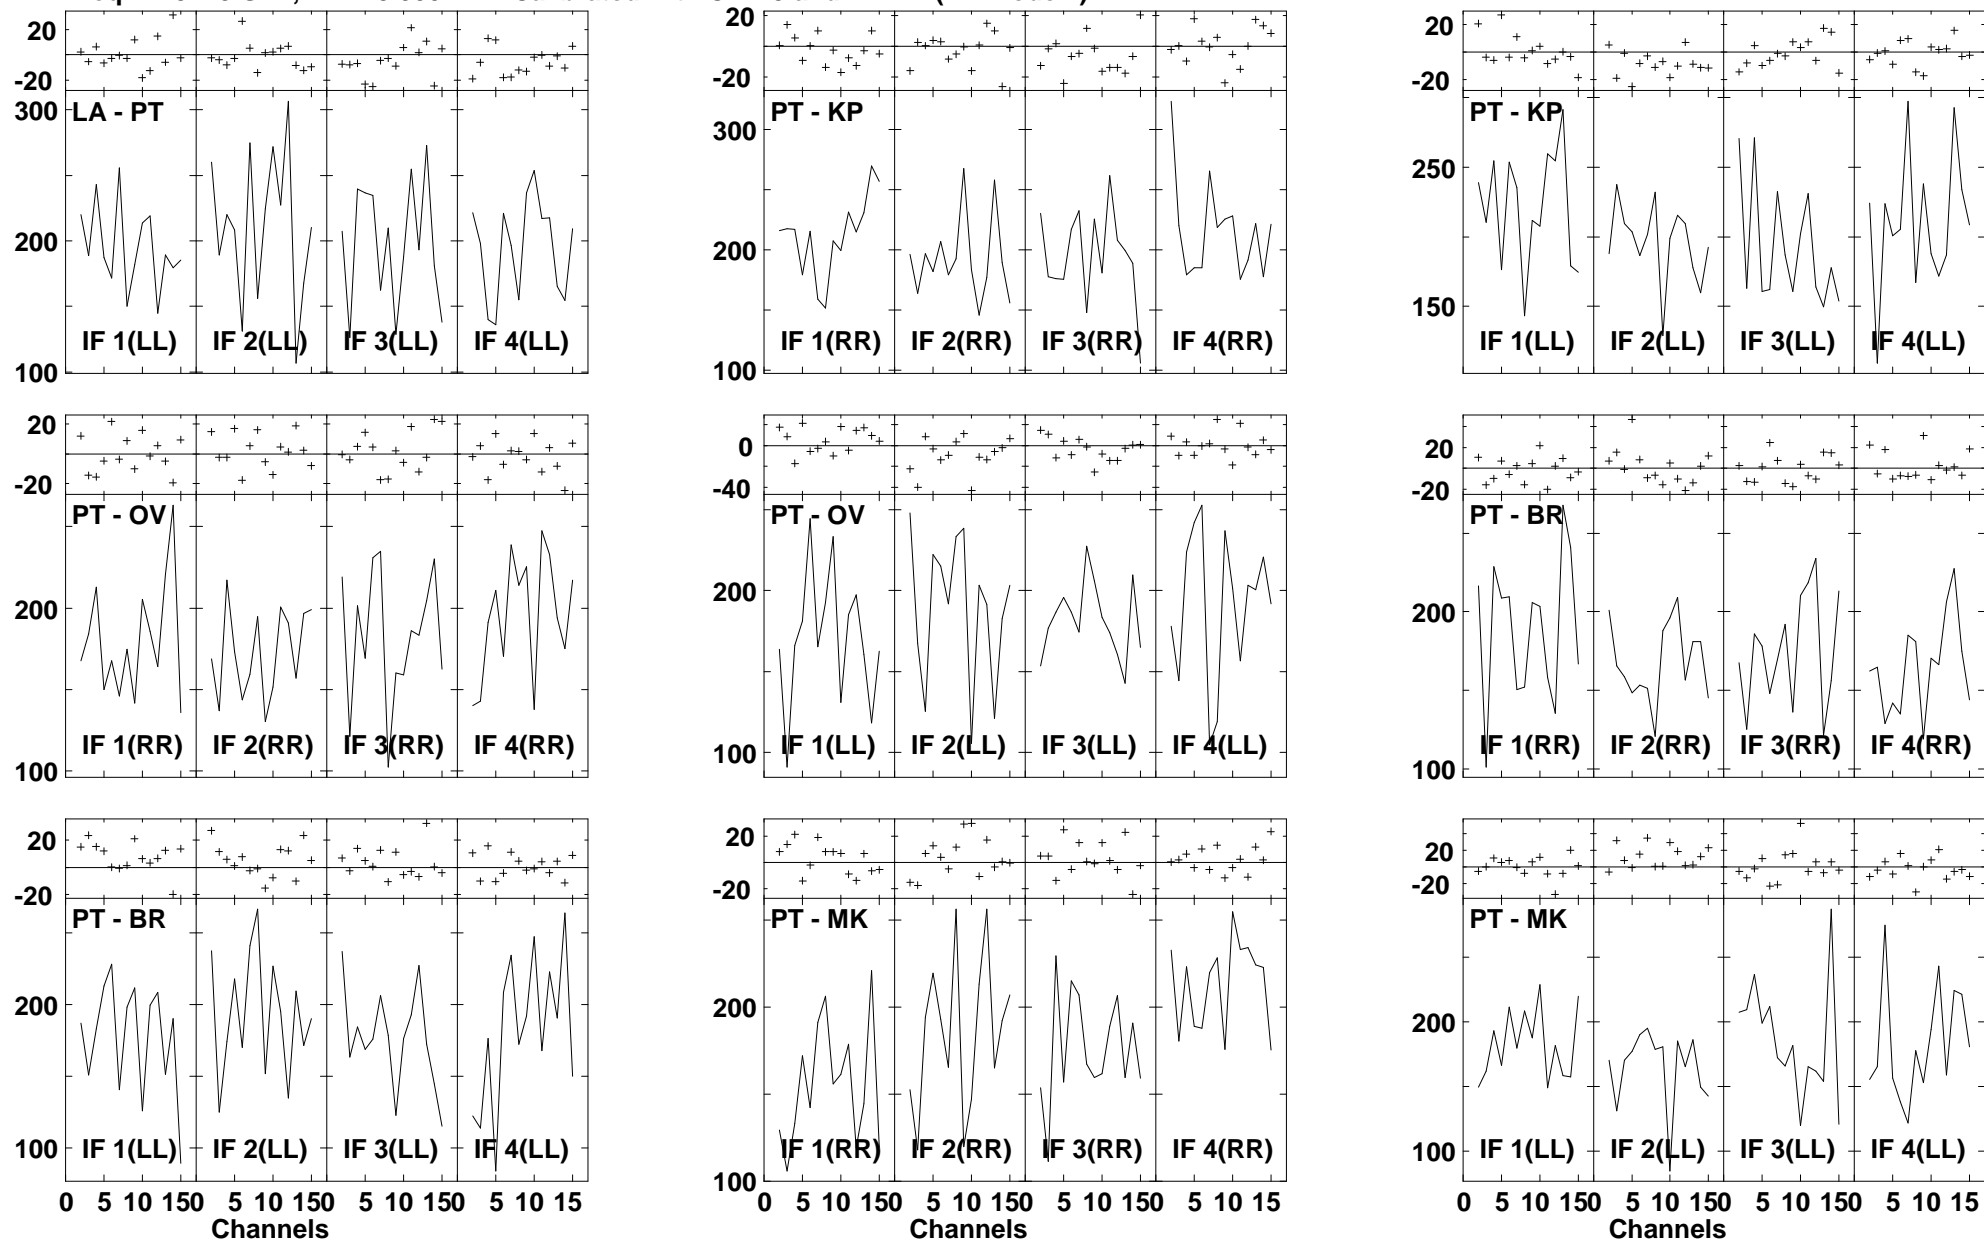 20 20 20
-20 -20 -20
300 LA - PT 300 PT - KP PT - KP
200 200 250
100 100 150
IF 1(LL) IF 2(LL) IF 3(LL) IF 4(LL) IF 1(RR) IF 2(RR) IF 3(RR) IF 4(RR) IF 1(LL) IF 2(LL) IF 3(LL) IF 4(LL)
20 0 20
-20 -40 -20
PT - OV PT - OV PT - BR
200 200 200
IF 1(RR) IF 2(RR) IF 3(RR) IF 4(RR) IF 1(LL) IF 2(LL) IF 3(LL) IF 4(LL) IF 1(RR) IF 2(RR) IF 3(RR) IF 4(RR)
100 100 100
20 20 20
-20 -20 -20
PT - BR PT - MK PT - MK
200 200 200
IF 1(LL) IF 2(LL) IF 3(LL) IF 4(LL) IF 1(RR) IF 2(RR) IF 3(RR) IF 4(RR) IF 1(LL) IF 2(LL) IF 3(LL) IF 4(LL)
100 100 100
0 5 10 150 5 10 150 5 10 150 5 10 15 0 5 10 150 5 10 150 5 10 150 5 10 15 0 5 10 150 5 10 150 5 10 150 5 10 15
Channels Channels Channels